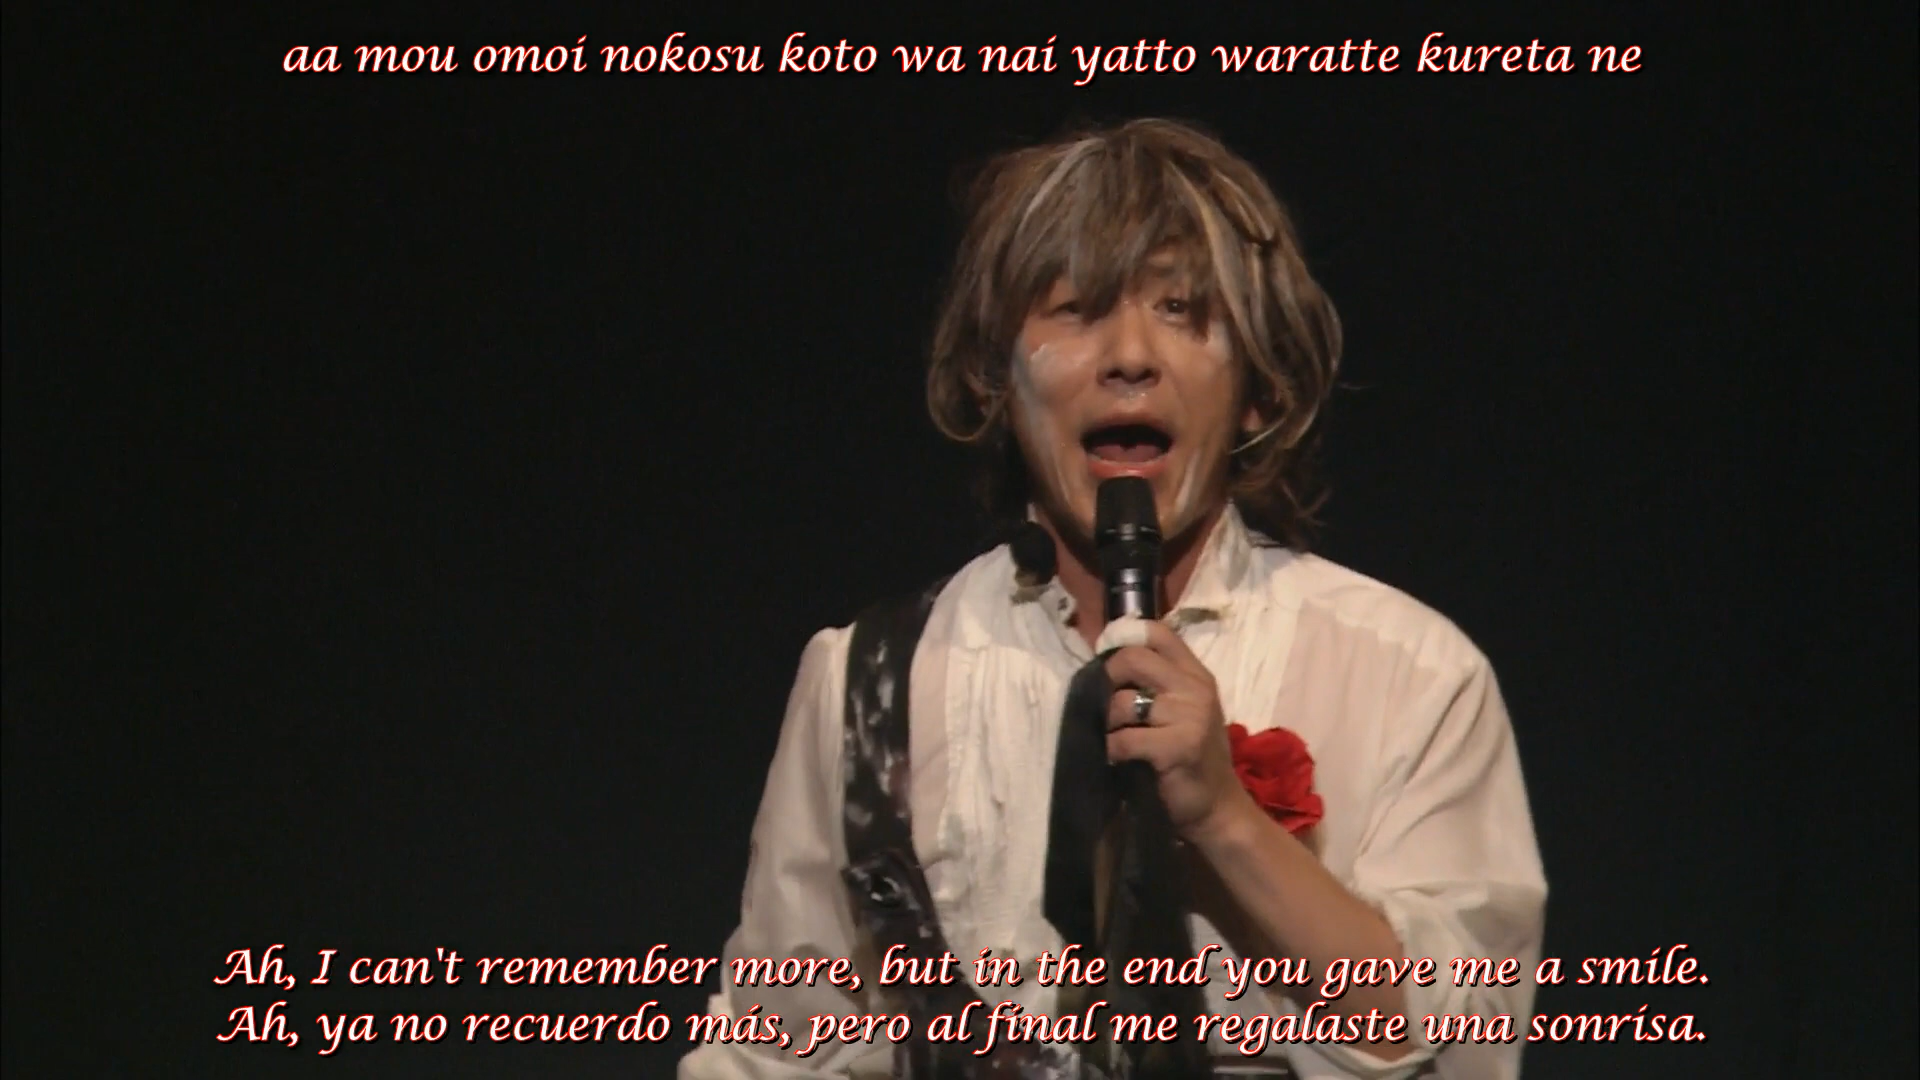 aa mou omoi nokosu koto wa nai yatto waratte kureta ne
Ah, I can't remember more, but in the end you gave me a smile.
Ah, ya no recuerdo más, pero al final me regalaste una sonrisa.